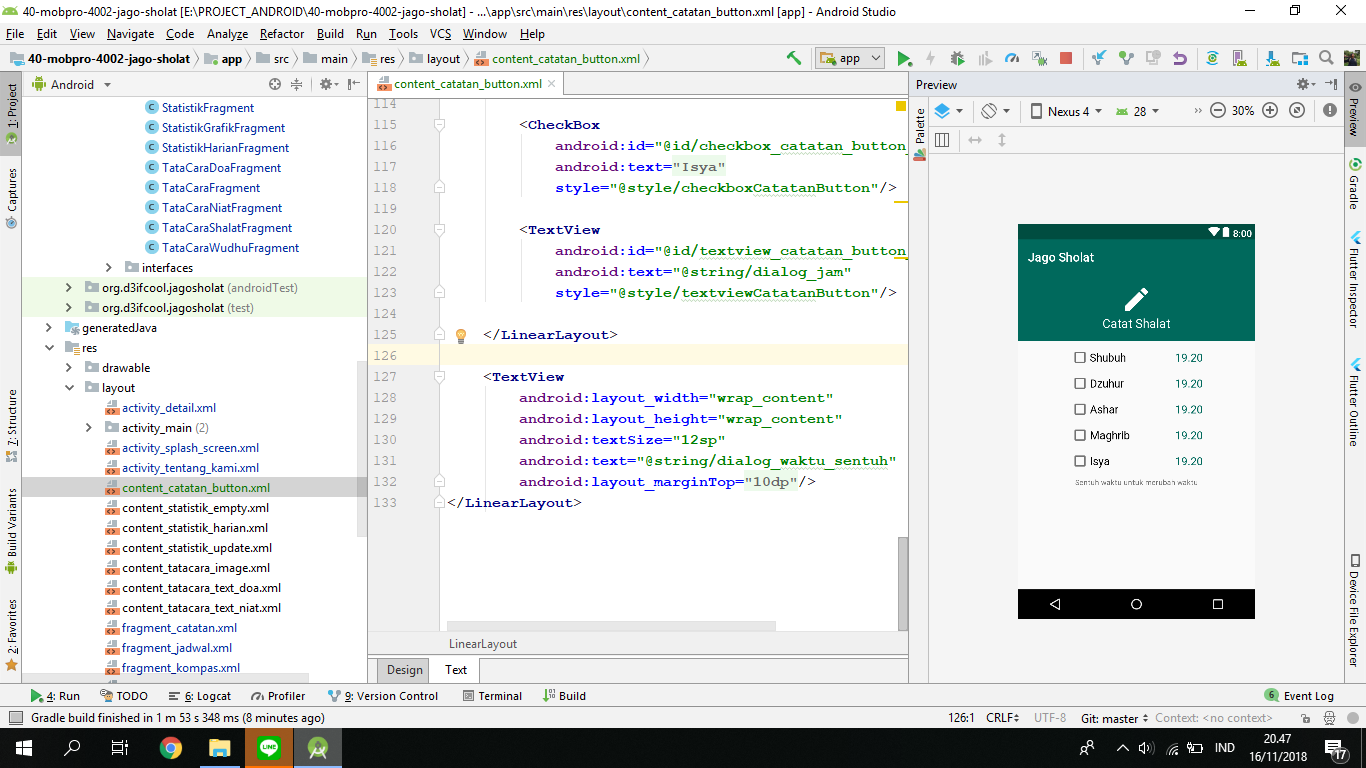 40-mobpro-4002-jago-sholat [E:\PROJECT_ANDROID\40-mobpro-4002-jago-sholat] - ...\app\src\main\res\layout\content_catatan_button.xml [app] - Android Studio
File Edit View Navigate Code Analyze Refactor Build Run Tools VCS Window Help
40-mobpro-4002-jago-sholat app src main res layout content_catatan_button.xml
app
1: Project
Captures
7: Structure
Build Variants
2: Favorites
Android
StatistikFragment
StatistikGrafikFragment
StatistikHarianFragment
TataCaraDoaFragment
TataCaraFragment
TataCaraNiatFragment
TataCaraShalatFragment
TataCaraWudhuFragment
interfaces
org.d3ifcool.jagosholat (androidTest)
org.d3ifcool.jagosholat (test)
generatedJava
res
drawable
layout
activity_detail.xml
activity_main (2)
activity_splash_screen.xml
activity_tentang_kami.xml
content_catatan_button.xml
content_statistik_empty.xml
content_statistik_harian.xml
content_statistik_update.xml
content_tatacara_image.xml
content_tatacara_text_doa.xml
content_tatacara_text_niat.xml
fragment_catatan.xml
fragment_jadwal.xml
fragment_kompas.xml
content_catatan_button.xml
114
115 <CheckBox
116 android:id="@id/checkbox_catatan_button_
117 android:text="Isya"
118 style="@style/checkboxCatatanButton"/>
119
120 <TextView
121 android:id="@id/textview_catatan_button_
122 android:text="@string/dialog_jam"
123 style="@style/textviewCatatanButton"/>
124
125 </LinearLayout>
126
127 <TextView
128 android:layout_width="wrap_content"
129 android:layout_height="wrap_content"
130 android:textSize="12sp"
131 android:text="@string/dialog_waktu_sentuh"
132 android:layout_marginTop="10dp"/>
133 </LinearLayout>
LinearLayout
Design Text
Preview
Palette
Nexus 4 28 30%
8:00
Jago Sholat
Catat Shalat
Shubuh 19.20
Dzuhur 19.20
Ashar 19.20
Maghrib 19.20
Isya 19.20
Sentuh waktu untuk merubah waktu
Preview
Gradle
Flutter Inspector
Flutter Outline
Device File Explorer
4: Run TODO 6: Logcat Profiler 9: Version Control Terminal Build 6 Event Log
Gradle build finished in 1 m 53 s 348 ms (8 minutes ago) 126:1 CRLF UTF-8 Git: master Context: <no context>
IND
20.47
16/11/2018
17